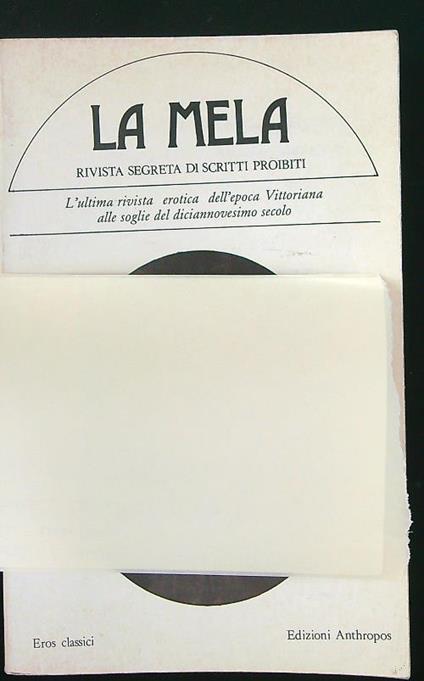 LA MELA
RIVISTA SEGRETA DI SCRITTI PROIBITI
L'ultima rivista erotica dell'epoca Vittoriana
alle soglie del diciannovesimo secolo
Eros classici
Edizioni Anthropos